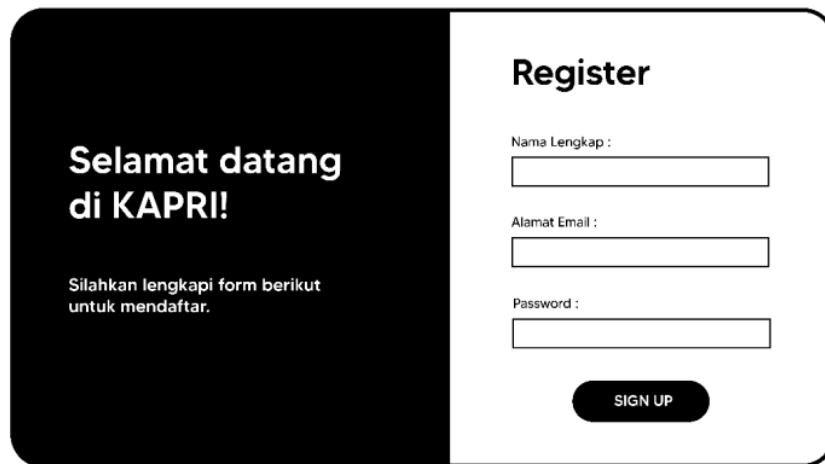 Selamat datang
di KAPRI!
Silahkan lengkapi form berikut
untuk mendaftar.
Register
Nama Lengkap :
Alamat Email :
Password :
SIGN UP